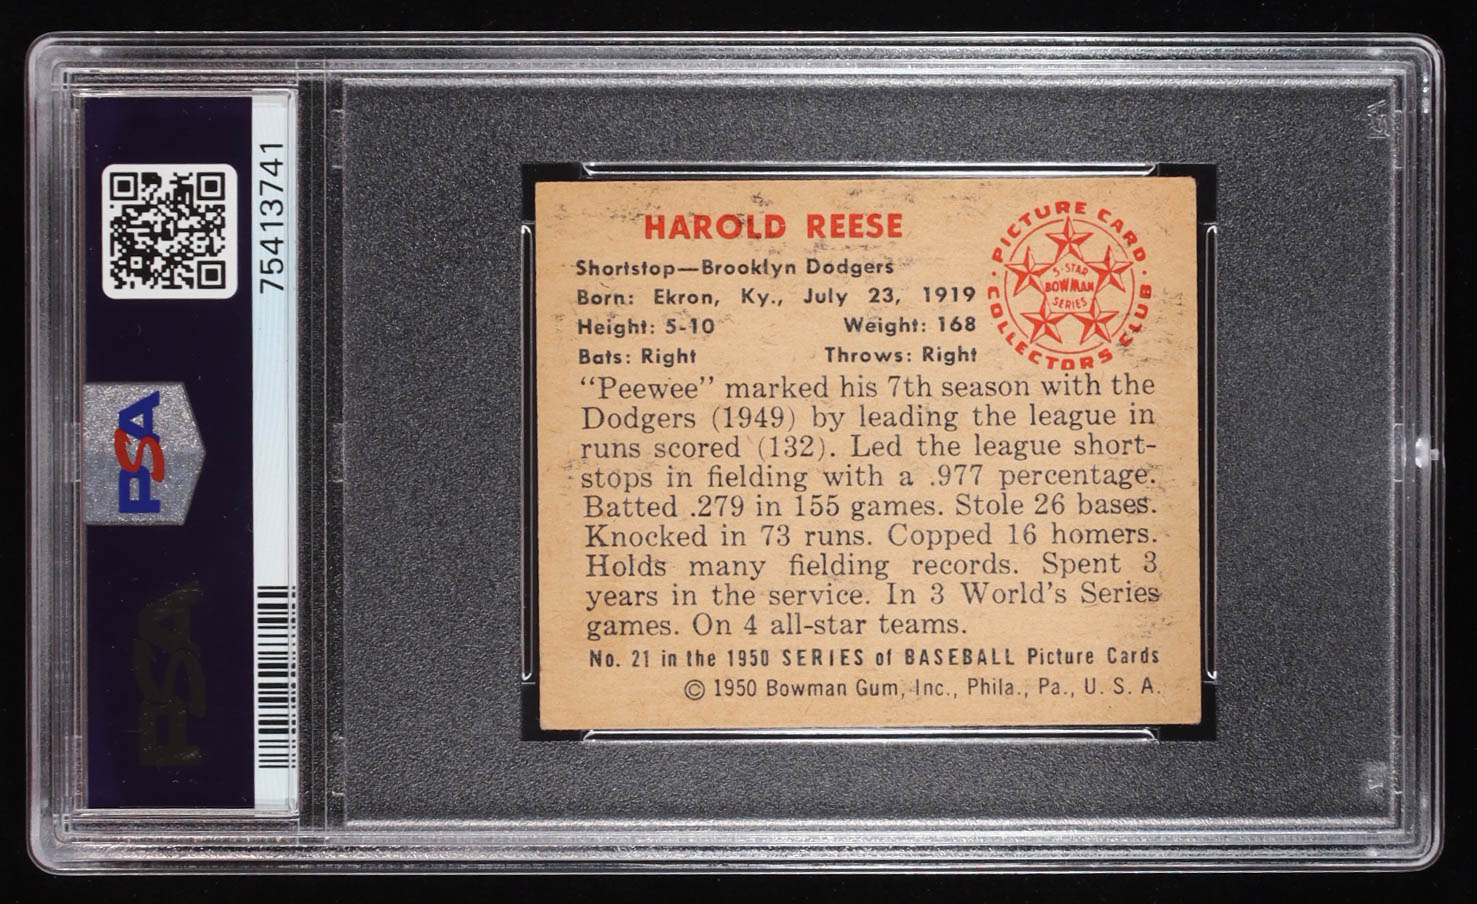 75413741
PSA
PSA
HAROLD REESE
Shortstop—Brooklyn Dodgers
Born: Ekron, Ky., July 23, 1919
Height: 5-10 Weight: 168
Bats: Right Throws: Right
PICTURE CARD COLLECTORS CLUB
5-STAR
BOWMAN
SERIES
"Peewee" marked his 7th season with the
Dodgers (1949) by leading the league in
runs scored (132). Led the league short-
stops in fielding with a .977 percentage.
Batted .279 in 155 games. Stole 26 bases.
Knocked in 73 runs. Copped 16 homers.
Holds many fielding records. Spent 3
years in the service. In 3 World's Series
games. On 4 all-star teams.
No. 21 in the 1950 SERIES of BASEBALL Picture Cards
© 1950 Bowman Gum, Inc., Phila., Pa., U. S. A.